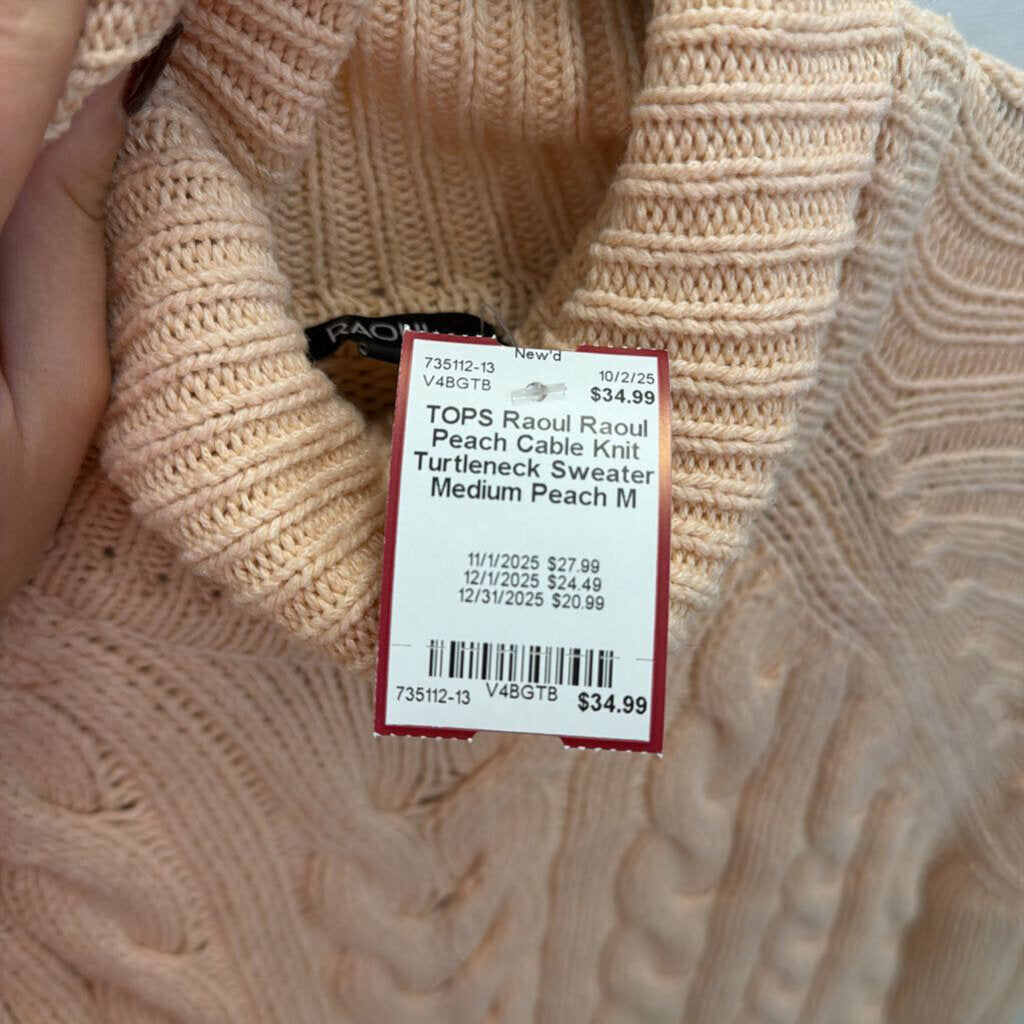 New'd
735112-13 10/2/25
V4BGTB $34.99
TOPS Raoul Raoul
Peach Cable Knit
Turtleneck Sweater
Medium Peach M
11/1/2025 $27.99
12/1/2025 $24.49
12/31/2025 $20.99
735112-13 V4BGTB $34.99